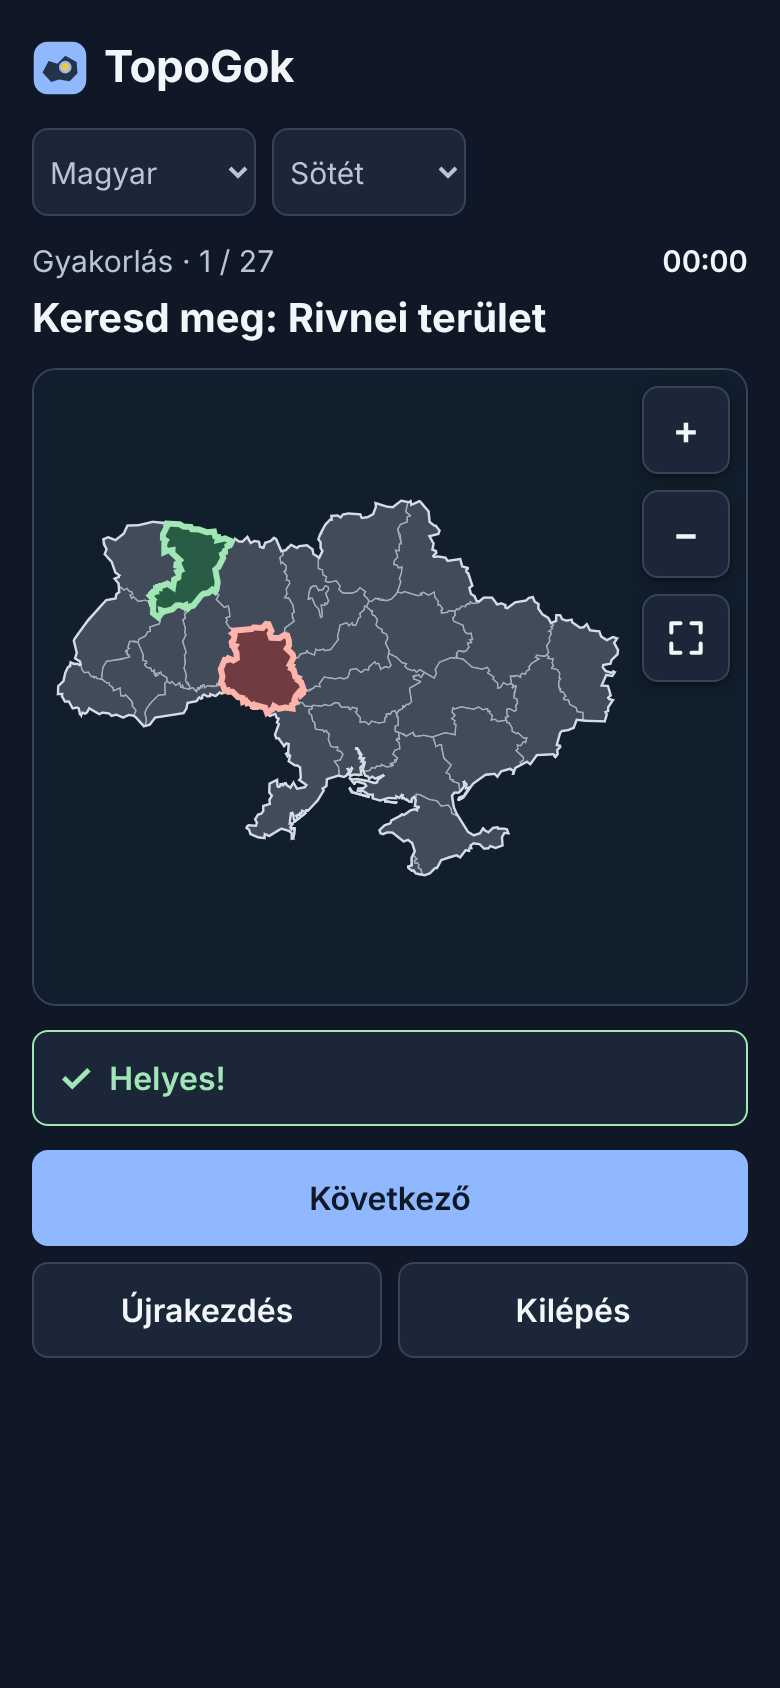 TopoGok
Magyar
Sötét
Gyakorlás · 1 / 27
00:00
Keresd meg: Rivnei terület
+
−
Helyes!
Következő
Újrakezdés
Kilépés